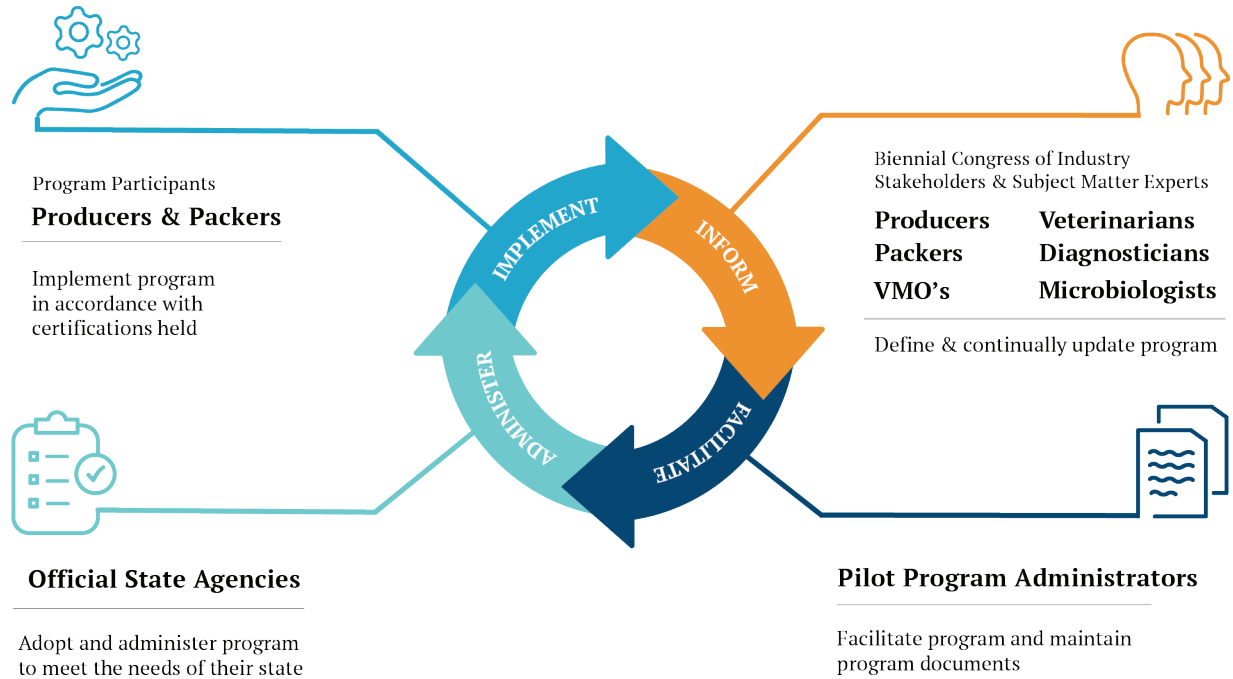 Program Participants
Producers & Packers
Implement program
in accordance with
certifications held
IMPLEMENT
INFORM
FACILITATE
ADMINISTER
Biennial Congress of Industry
Stakeholders & Subject Matter Experts
Producers Veterinarians
Packers Diagnosticians
VMO's Microbiologists
Define & continually update program
Official State Agencies
Adopt and administer program
to meet the needs of their state
Pilot Program Administrators
Facilitate program and maintain
program documents